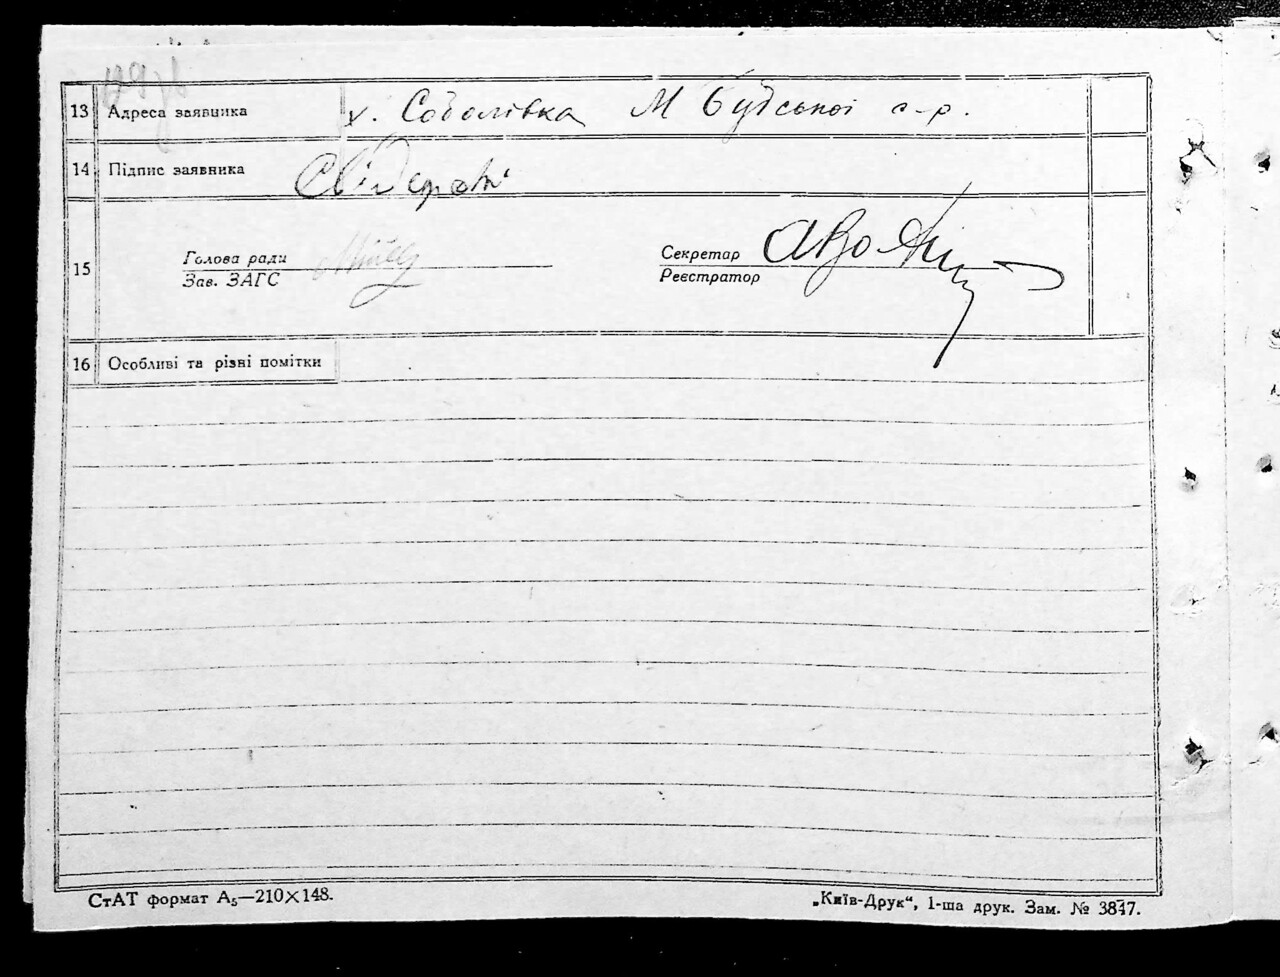 13 Адреса заявника х. Соболівка М Будської с-р.
14 Підпис заявника
15 Голова ради Секретар
Зав. ЗАГС Реєстратор
16 Особливі та різні помітки
СтАТ формат А₅—210×148. „Київ-Друк“, 1-ша друк. Зам. № 3847.